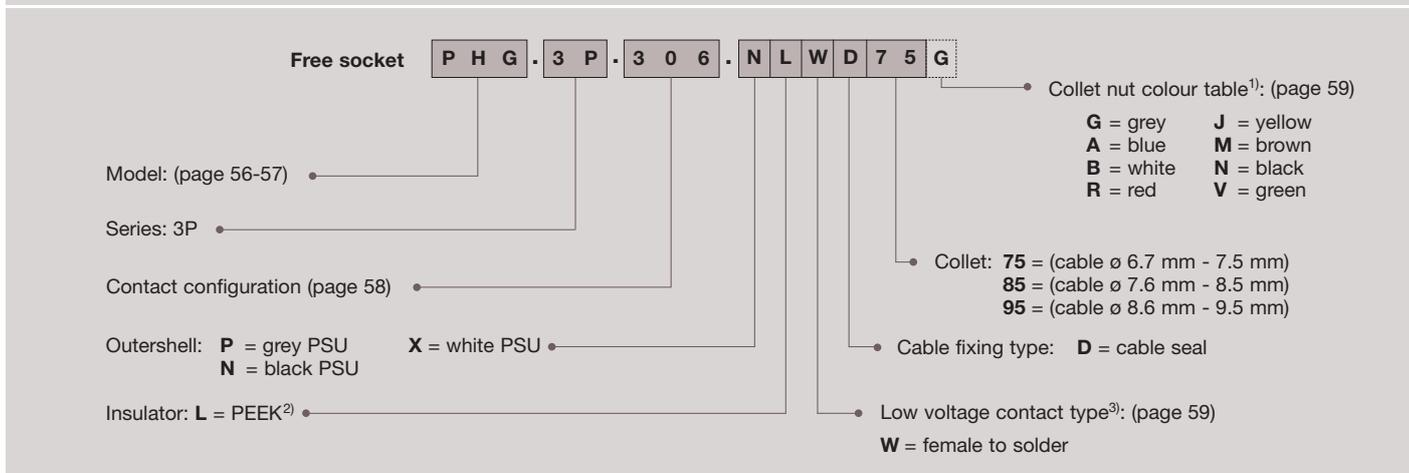 Free socket P H G . 3 P . 3 0 6 . N L W D 7 5 G
Collet nut colour table1): (page 59)
G = grey J = yellow
A = blue M = brown
B = white N = black
R = red V = green
Model: (page 56-57)
Series: 3P
Collet: 75 = (cable ø 6.7 mm - 7.5 mm)
85 = (cable ø 7.6 mm - 8.5 mm)
95 = (cable ø 8.6 mm - 9.5 mm)
Contact configuration (page 58)
Outershell: P = grey PSU X = white PSU
N = black PSU
Cable fixing type: D = cable seal
Insulator: L = PEEK2)
Low voltage contact type3): (page 59)
W = female to solder